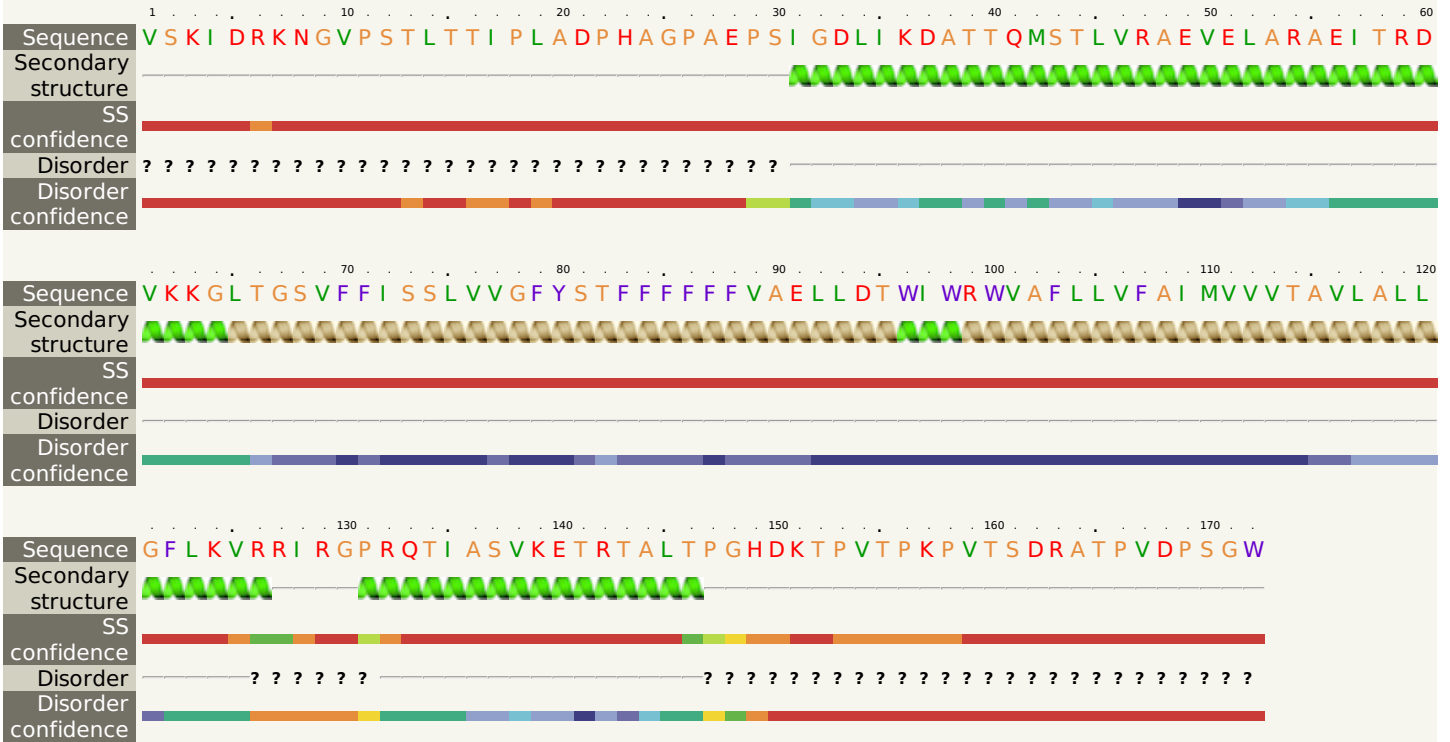 1 10 20 30 40 50 60
Sequence V S K I D R K N G V P S T L T T I P L A D P H A G P A E P S I G D L I K D A T T Q M S T L V R A E V E L A R A E I T R D
Secondary
structure
SS
confidence
Disorder ? ? ? ? ? ? ? ? ? ? ? ? ? ? ? ? ? ? ? ? ? ? ? ? ? ? ? ? ? ?
Disorder
confidence
70 80 90 100 110 120
Sequence V K K G L T G S V F F I S S L V V G F Y S T F F F F F F V A E L L D T W I W R W V A F L L V F A I M V V V T A V L A L L
Secondary
structure
SS
confidence
Disorder
Disorder
confidence
130 140 150 160 170
Sequence G F L K V R R I R G P R Q T I A S V K E T R T A L T P G H D K T P V T P K P V T S D R A T P V D P S G W
Secondary
structure
SS
confidence
Disorder ? ? ? ? ? ? ? ? ? ? ? ? ? ? ? ? ? ? ? ? ? ? ? ? ? ? ? ? ? ? ? ?
Disorder
confidence